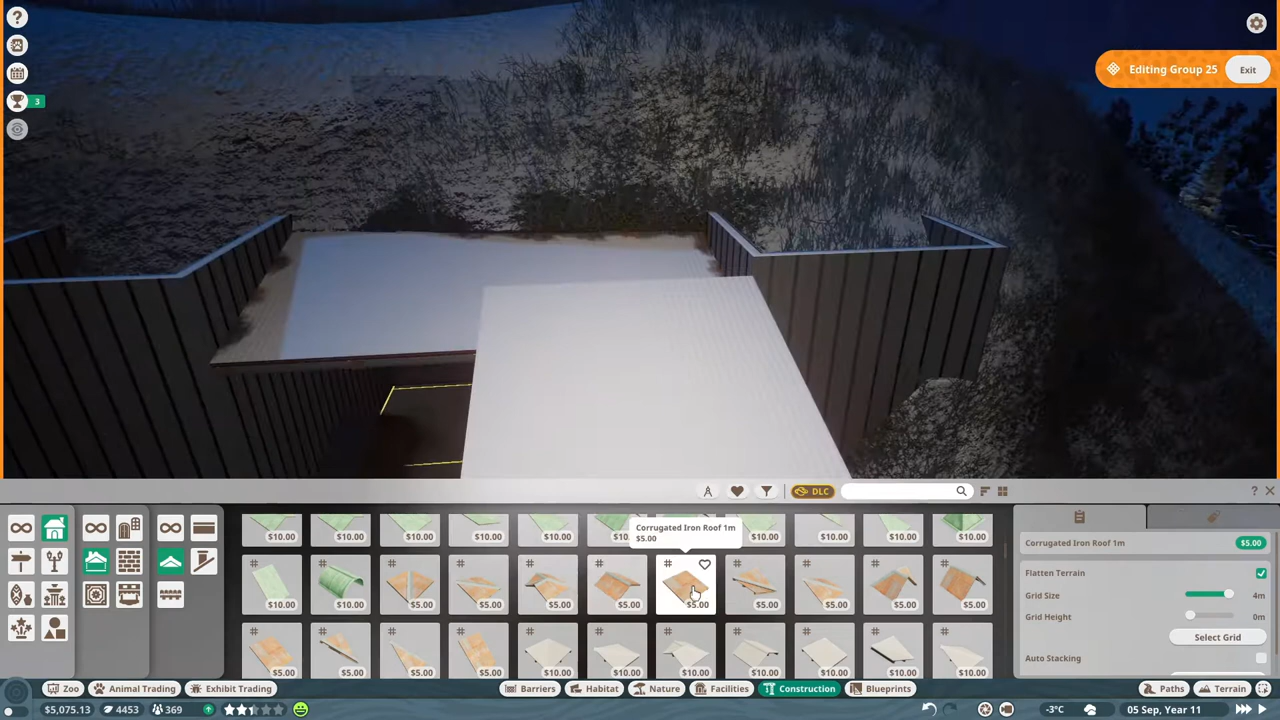 ?
3
Editing Group 25
Exit
DLC
?
$10.00
$10.00
$10.00
$10.00
$10.00
Corrugated Iron Roof 1m
$5.00
$10.00
$10.00
$10.00
$10.00
$10.00
$5.00
$5.00
$5.00
$5.00
$5.00
$5.00
$5.00
$5.00
$5.00
$5.00
$5.00
$5.00
$5.00
$10.00
$10.00
$10.00
$10.00
$10.00
$10.00
$10.00
Corrugated Iron Roof 1m
$5.00
Flatten Terrain
Grid Size
4m
Grid Height
0m
Select Grid
Auto Stacking
Zoo
Animal Trading
Exhibit Trading
Barriers
Habitat
Nature
Facilities
Construction
Blueprints
Paths
Terrain
$5,075.13
4453
369
-3°C
05 Sep, Year 11